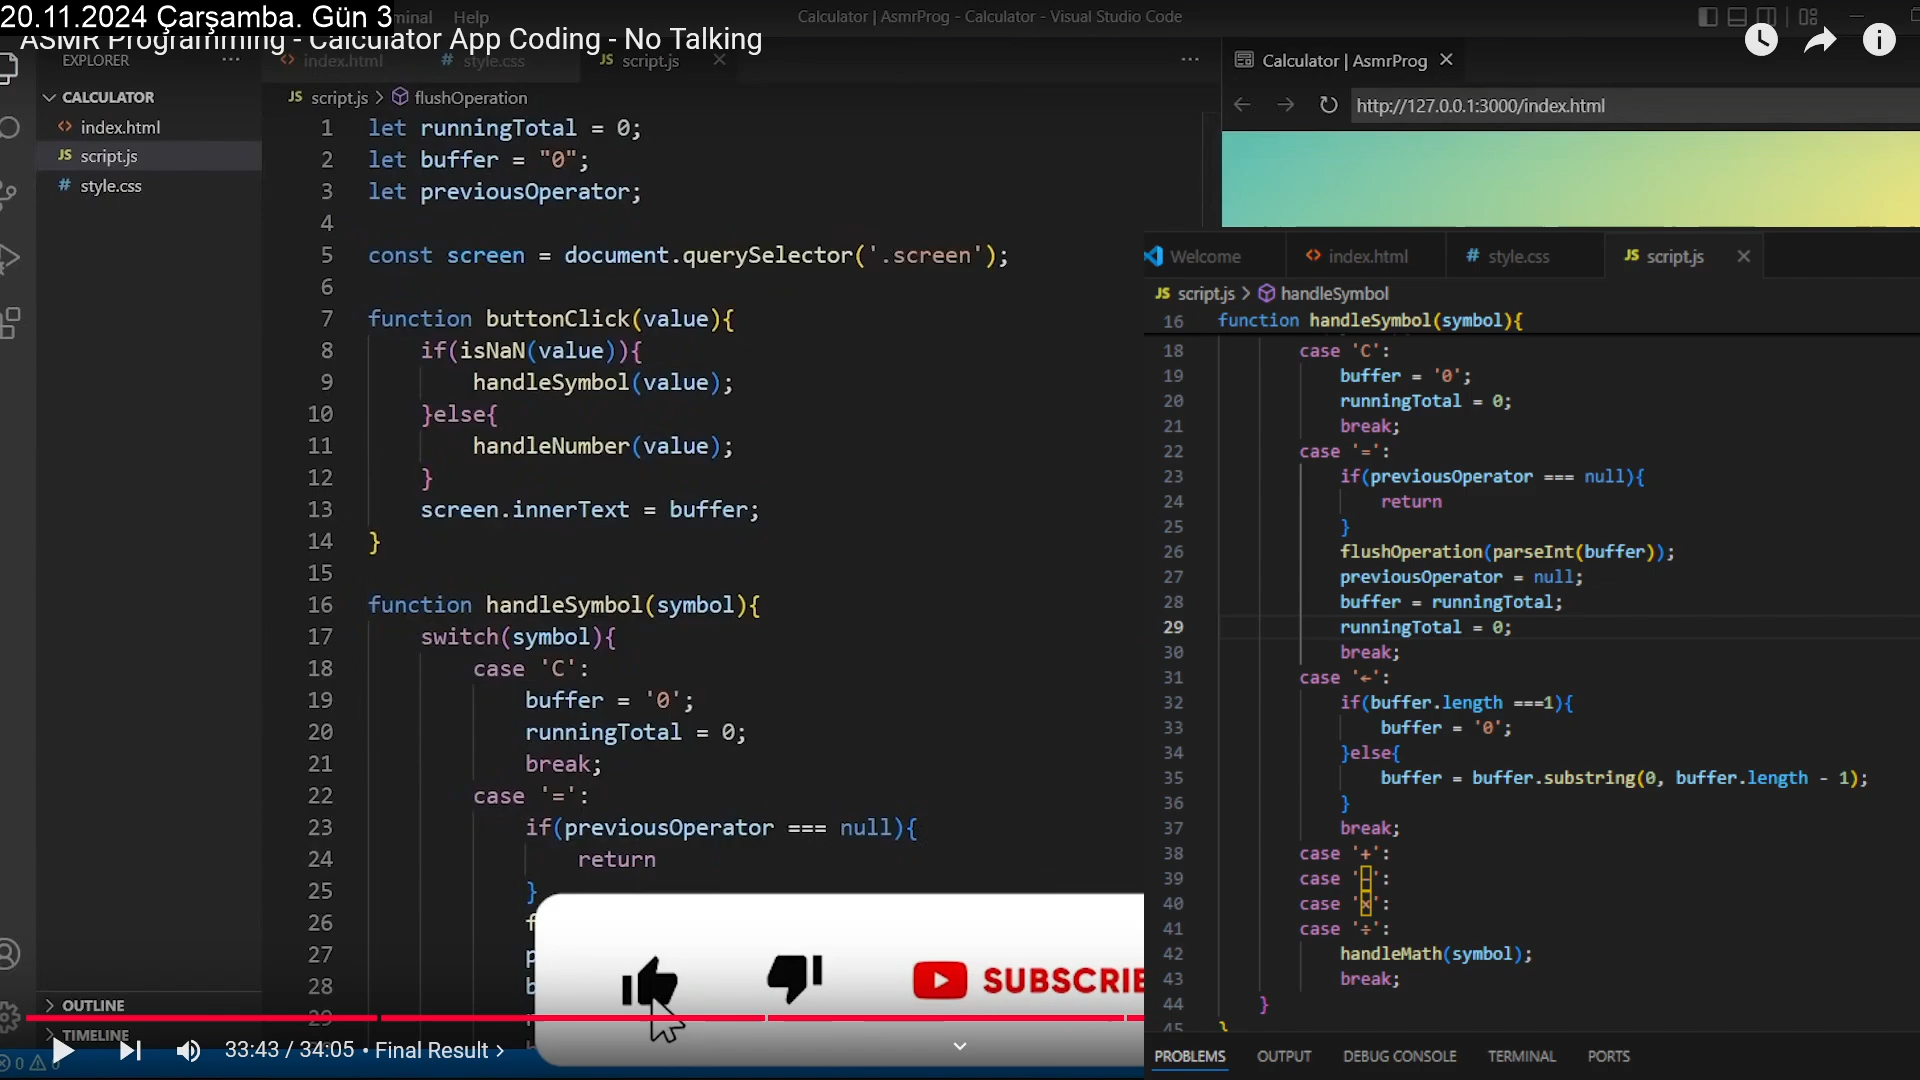 20.11.2024 Çarşamba. Gün 3
Help
Calculator | AsmrProg - Calculator - Visual Studio Code
ASMR Programming - Calculator App Coding - No Talking
EXPLORER
CALCULATOR
index.html
JS script.js
# style.css
OUTLINE
TIMELINE
index.html
# style.css
JS script.js
JS script.js > flushOperation
1 let runningTotal = 0;
2 let buffer = "0";
3 let previousOperator;
4
5 const screen = document.querySelector('.screen');
6
7 function buttonClick(value){
8 if(isNaN(value)){
9 handleSymbol(value);
10 }else{
11 handleNumber(value);
12 }
13 screen.innerText = buffer;
14 }
15
16 function handleSymbol(symbol){
17 switch(symbol){
18 case 'C':
19 buffer = '0';
20 runningTotal = 0;
21 break;
22 case '=':
23 if(previousOperator === null){
24 return
25 }
26 f
27 p
28 b
29
SUBSCRIBE
33:43 / 34:05 • Final Result >
Calculator | AsmrProg
http://127.0.0.1:3000/index.html
Welcome
index.html
# style.css
JS script.js
JS script.js > handleSymbol
16 function handleSymbol(symbol){
18 case 'C':
19 buffer = '0';
20 runningTotal = 0;
21 break;
22 case '=':
23 if(previousOperator === null){
24 return
25 }
26 flushOperation(parseInt(buffer));
27 previousOperator = null;
28 buffer = runningTotal;
29 runningTotal = 0;
30 break;
31 case '←':
32 if(buffer.length ===1){
33 buffer = '0';
34 }else{
35 buffer = buffer.substring(0, buffer.length - 1);
36 }
37 break;
38 case '+':
39 case '−':
40 case '×':
41 case '÷':
42 handleMath(symbol);
43 break;
44 }
45 }
PROBLEMS
OUTPUT
DEBUG CONSOLE
TERMINAL
PORTS